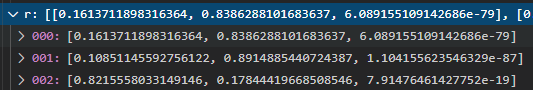 r: [[0.1613711898316364, 0.8386288101683637, 6.089155109142686e-79], [0
000: [0.1613711898316364, 0.8386288101683637, 6.089155109142686e-79]
001: [0.10851145592756122, 0.8914885440724387, 1.104155623546329e-87]
002: [0.8215558033149146, 0.17844419668508546, 7.91476461427752e-19]